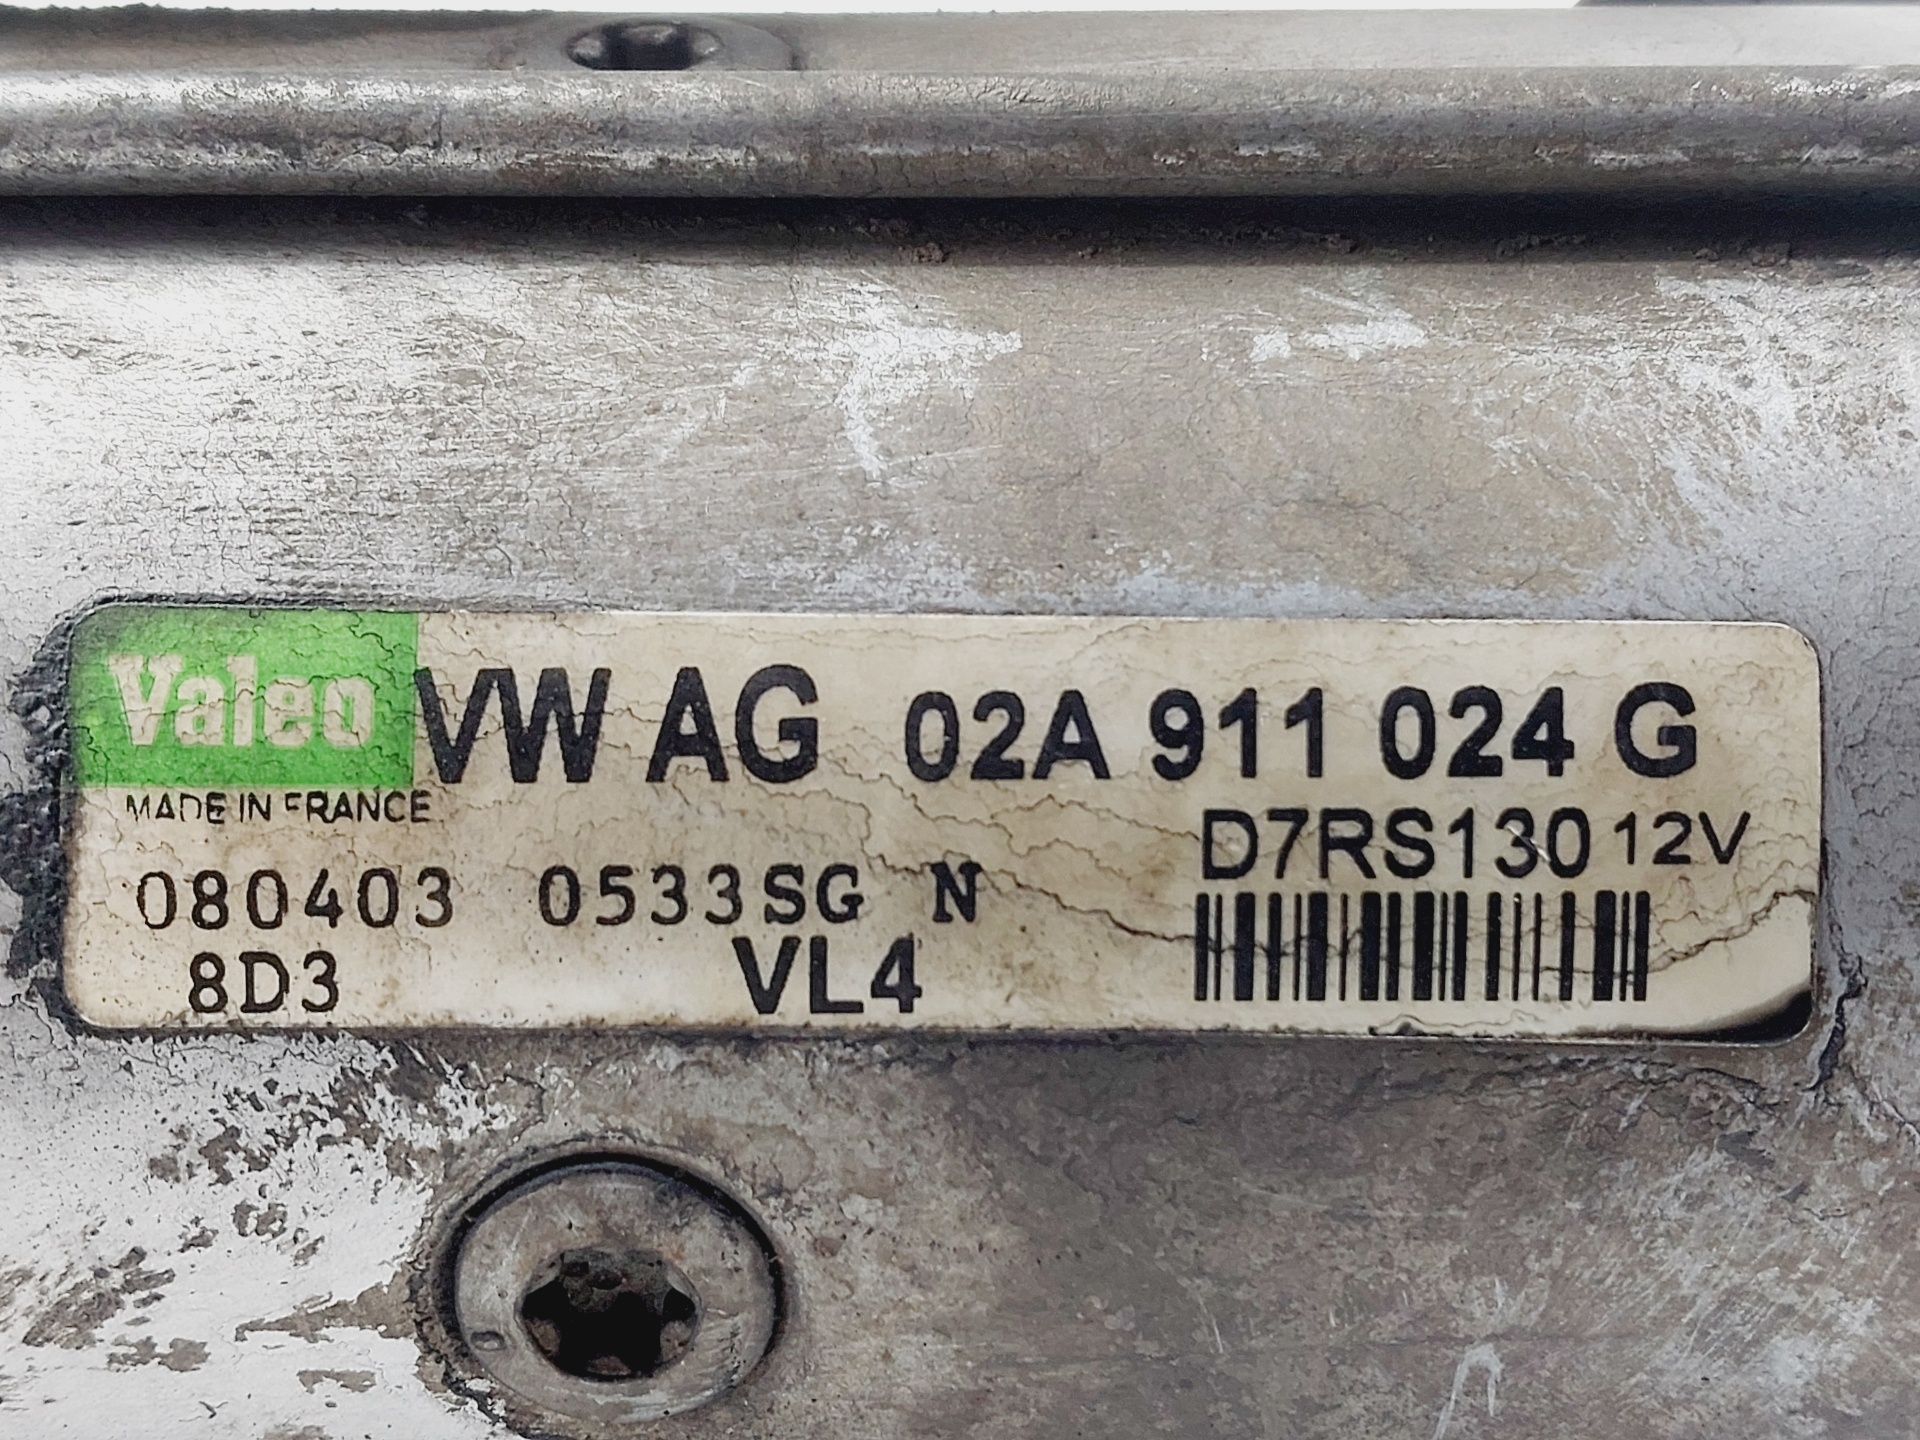 Valeo VW AG 02A 911 024 G
MADE IN FRANCE
D7RS130 12V
080403 0533SG N
8D3 VL4